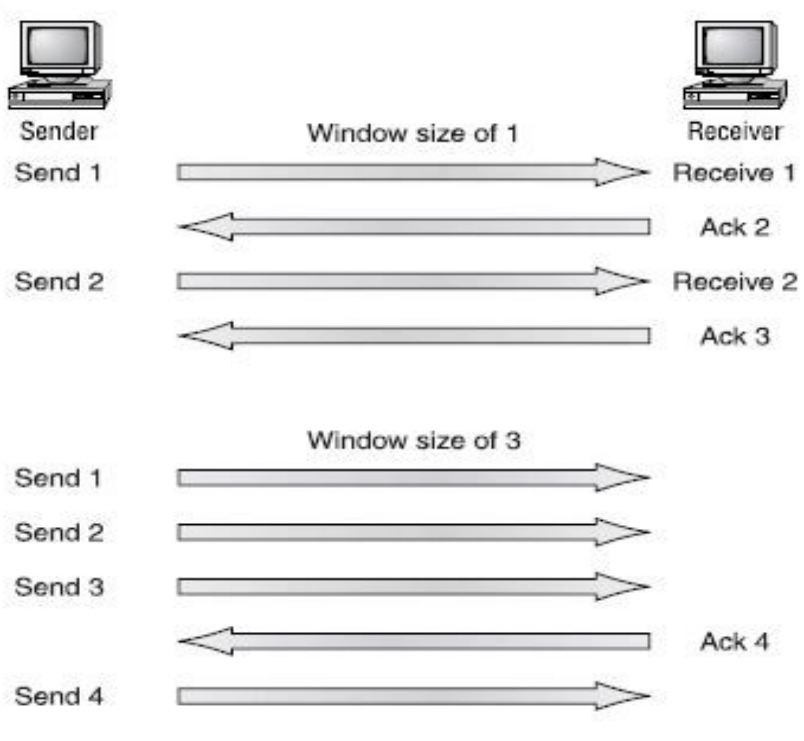 Sender Window size of 1 Receiver
Send 1 Receive 1
Ack 2
Send 2 Receive 2
Ack 3
Window size of 3
Send 1
Send 2
Send 3
Ack 4
Send 4